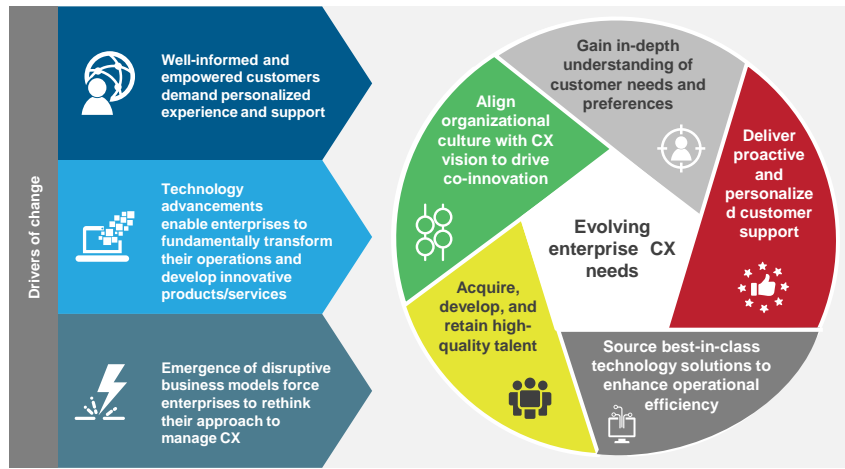 Drivers of change
Well-informed and
empowered customers
demand personalized
experience and support
Technology
advancements
enable enterprises to
fundamentally transform
their operations and
develop innovative
products/services
Emergence of disruptive
business models force
enterprises to rethink
their approach to
manage CX
Gain in-depth
understanding of
customer needs and
preferences
Deliver
proactive
and
personalize
d customer
support
Source best-in-class
technology solutions to
enhance operational
efficiency
Acquire,
develop, and
retain high-
quality talent
Align
organizational
culture with CX
vision to drive
co-innovation
Evolving
enterprise CX
needs